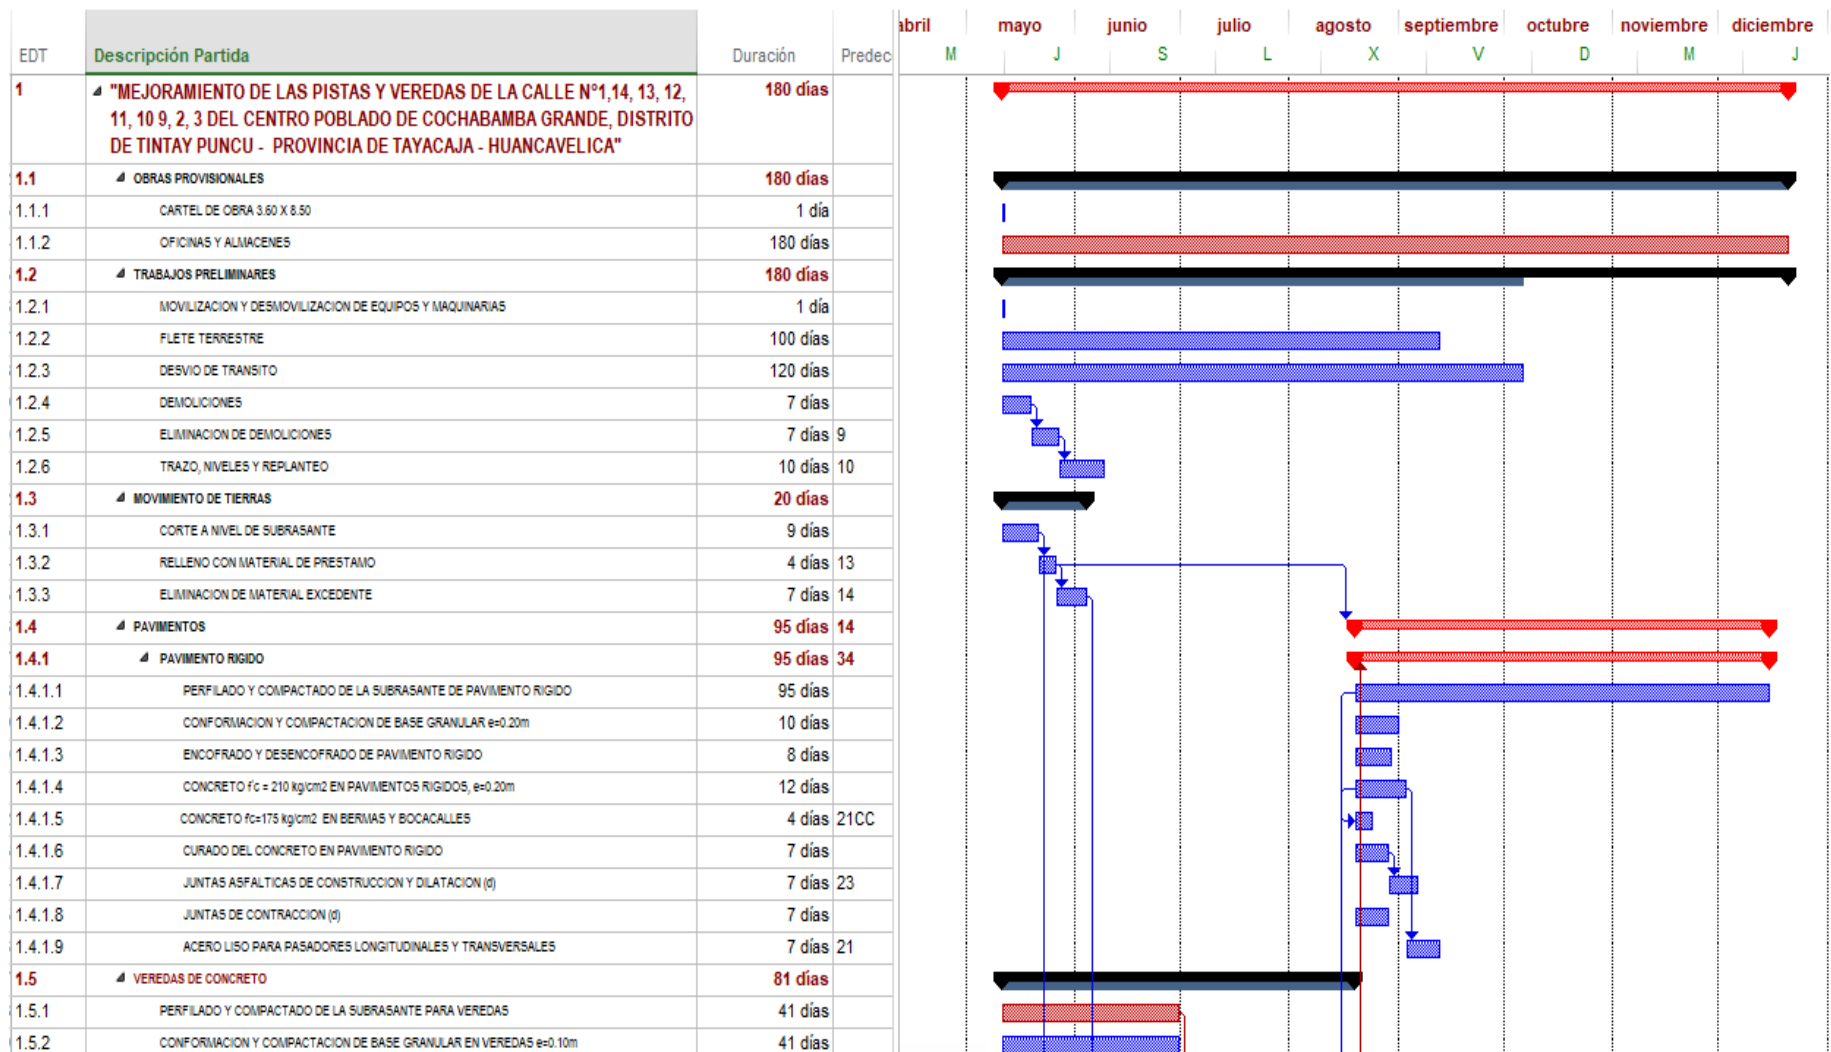 abril mayo junio julio agosto septiembre octubre noviembre diciembre
EDT Descripción Partida Duración Predec M J S L X V D M J
1 "MEJORAMIENTO DE LAS PISTAS Y VEREDAS DE LA CALLE N°1,14, 13, 12, 180 días
11, 10 9, 2, 3 DEL CENTRO POBLADO DE COCHABAMBA GRANDE, DISTRITO
DE TINTAY PUNCU - PROVINCIA DE TAYACAJA - HUANCAVELICA"
1.1 OBRAS PROVISIONALES 180 días
1.1.1 CARTEL DE OBRA 3.60 X 8.50 1 día
1.1.2 OFICINAS Y ALMACENES 180 días
1.2 TRABAJOS PRELIMINARES 180 días
1.2.1 MOVILIZACION Y DESMOVILIZACION DE EQUIPOS Y MAQUINARIAS 1 día
1.2.2 FLETE TERRESTRE 100 días
1.2.3 DESVIO DE TRANSITO 120 días
1.2.4 DEMOLICIONES 7 días
1.2.5 ELIMINACION DE DEMOLICIONES 7 días 9
1.2.6 TRAZO, NIVELES Y REPLANTEO 10 días 10
1.3 MOVIMIENTO DE TIERRAS 20 días
1.3.1 CORTE A NIVEL DE SUBRASANTE 9 días
1.3.2 RELLENO CON MATERIAL DE PRESTAMO 4 días 13
1.3.3 ELIMINACION DE MATERIAL EXCEDENTE 7 días 14
1.4 PAVIMENTOS 95 días 14
1.4.1 PAVIMENTO RIGIDO 95 días 34
1.4.1.1 PERFILADO Y COMPACTADO DE LA SUBRASANTE DE PAVIMENTO RIGIDO 95 días
1.4.1.2 CONFORMACION Y COMPACTACION DE BASE GRANULAR e=0.20m 10 días
1.4.1.3 ENCOFRADO Y DESENCOFRADO DE PAVIMENTO RIGIDO 8 días
1.4.1.4 CONCRETO f'c = 210 kg/cm2 EN PAVIMENTOS RIGIDOS, e=0.20m 12 días
1.4.1.5 CONCRETO f'c=175 kg/cm2 EN BERMAS Y BOCACALLES 4 días 21CC
1.4.1.6 CURADO DEL CONCRETO EN PAVIMENTO RIGIDO 7 días
1.4.1.7 JUNTAS ASFALTICAS DE CONSTRUCCION Y DILATACION (d) 7 días 23
1.4.1.8 JUNTAS DE CONTRACCION (d) 7 días
1.4.1.9 ACERO LISO PARA PASADORES LONGITUDINALES Y TRANSVERSALES 7 días 21
1.5 VEREDAS DE CONCRETO 81 días
1.5.1 PERFILADO Y COMPACTADO DE LA SUBRASANTE PARA VEREDAS 41 días
1.5.2 CONFORMACION Y COMPACTACION DE BASE GRANULAR EN VEREDAS e=0.10m 41 días